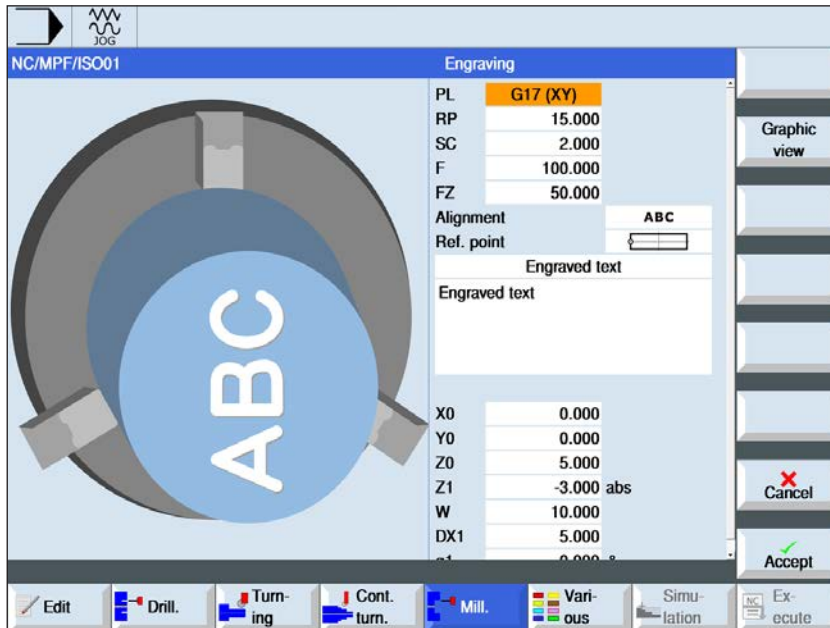 JOG
NC/MPF/ISO01
Engraving
PL G17 (XY)
RP 15.000
SC 2.000
F 100.000
FZ 50.000
Alignment ABC
Ref. point
Engraved text
Engraved text
X0 0.000
Y0 0.000
Z0 5.000
Z1 -3.000 abs
W 10.000
DX1 5.000
ABC
Graphic
view
Cancel
Accept
Edit
Drill.
Turn-
ing
Cont.
turn.
Mill.
Vari-
ous
Simu-
lation
NC
Ex-
ecute